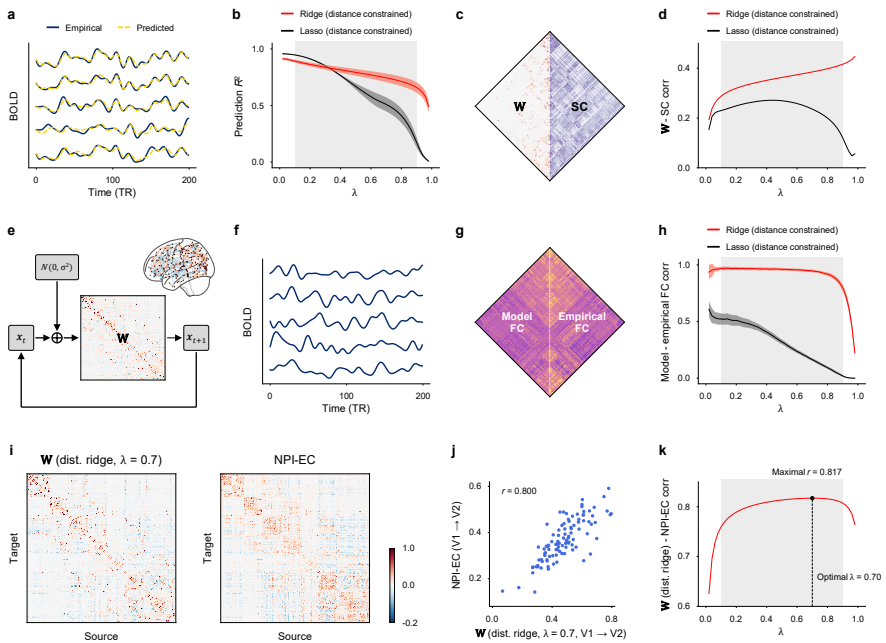 a
Empirical
Predicted
BOLD
0
100
200
Time (TR)
b
Ridge (distance constrained)
Lasso (distance constrained)
Prediction R²
1.0
0.5
0.0
0.0
0.2
0.4
0.6
0.8
1.0
λ
c
W
SC
d
Ridge (distance constrained)
Lasso (distance constrained)
W - SC corr
0.4
0.2
0.0
0.0
0.2
0.4
0.6
0.8
1.0
λ
e
N(0, σ²)
x_t
W
x_{t+1}
f
BOLD
0
100
200
Time (TR)
g
Model
FC
Empirical
FC
h
Ridge (distance constrained)
Lasso (distance constrained)
Model - empirical FC corr
1.0
0.5
0.0
0.0
0.2
0.4
0.6
0.8
1.0
λ
i
W (dist. ridge, λ = 0.7)
Target
Source
NPI-EC
Target
Source
1.0
0.0
-0.2
j
r = 0.800
NPI-EC (V1 → V2)
0.6
0.4
0.2
0
0.4
0.8
W (dist. ridge, λ = 0.7, V1 → V2)
k
Maximal r = 0.817
W (dist. ridge) - NPI-EC corr
0.8
0.7
0.6
Optimal λ = 0.70
0.0
0.2
0.4
0.6
0.8
1.0
λ